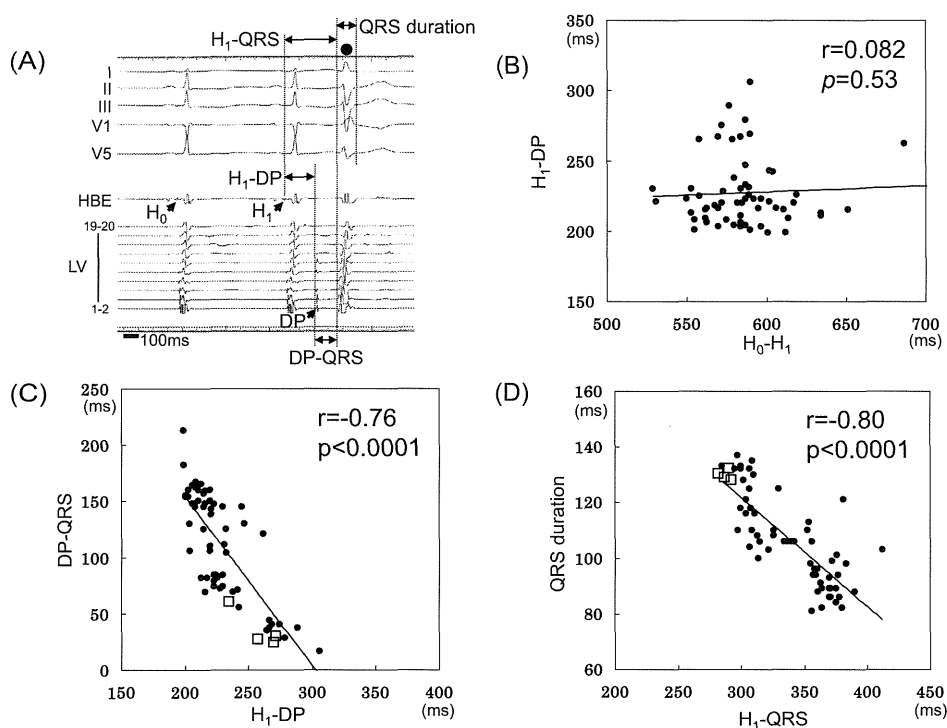 (A)
H1-QRS
QRS duration
I
II
III
V1
V5
H1-DP
HBE
H0
H1
19-20
LV
1-2
DP
100ms
DP-QRS
(B)
350
(ms)
300
250
200
150
H1-DP
r=0.082
p=0.53
500
550
600
650
700
(ms)
H0-H1
(C)
250
(ms)
200
150
100
50
0
DP-QRS
r=-0.76
p<0.0001
150
200
250
300
350
400
(ms)
H1-DP
(D)
160
(ms)
140
120
100
80
60
QRS duration
r=-0.80
p<0.0001
200
250
300
350
400
450
(ms)
H1-QRS